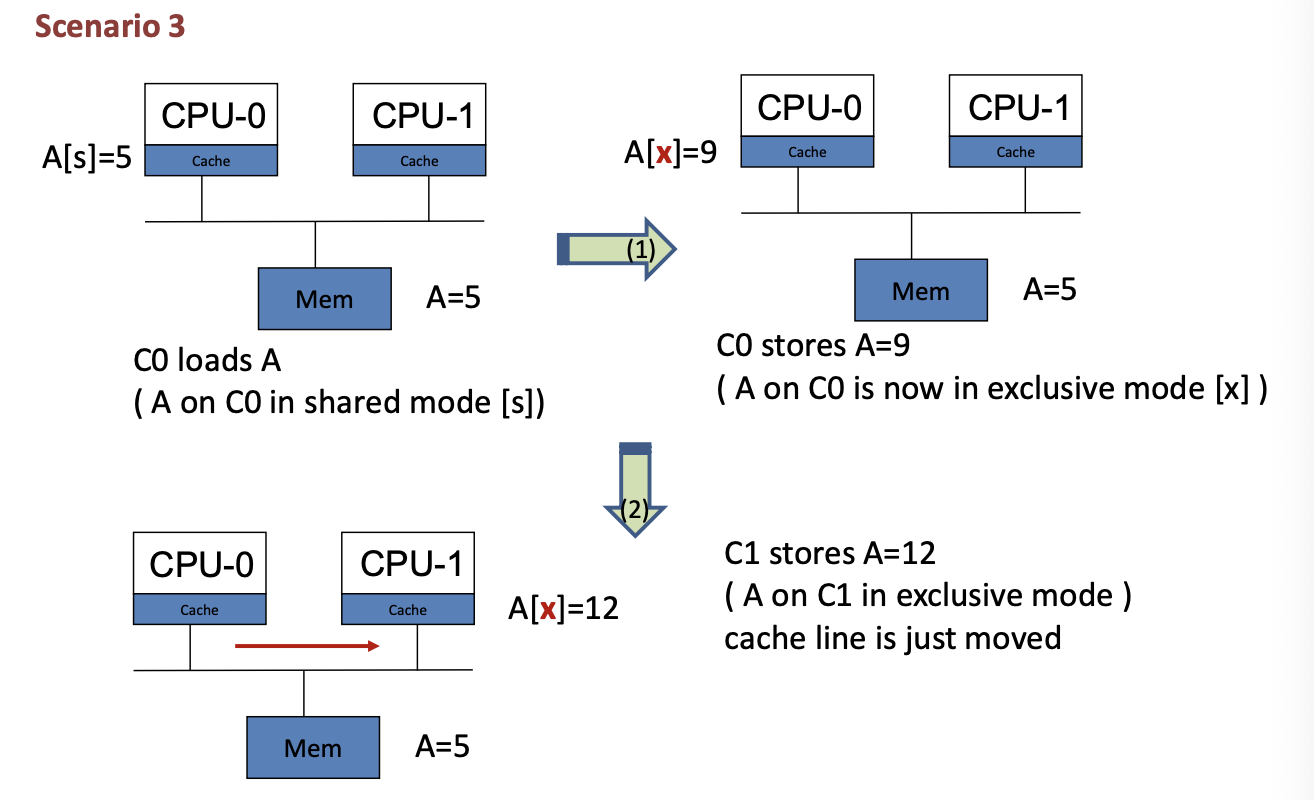 Scenario 3
CPU-0
CPU-1
A[s]=5
Cache
Cache
Mem
A=5
C0 loads A
( A on C0 in shared mode [s])
(1)
CPU-0
CPU-1
A[x]=9
Cache
Cache
Mem
A=5
C0 stores A=9
( A on C0 is now in exclusive mode [x] )
(2)
CPU-0
CPU-1
Cache
Cache
A[x]=12
Mem
A=5
C1 stores A=12
( A on C1 in exclusive mode )
cache line is just moved